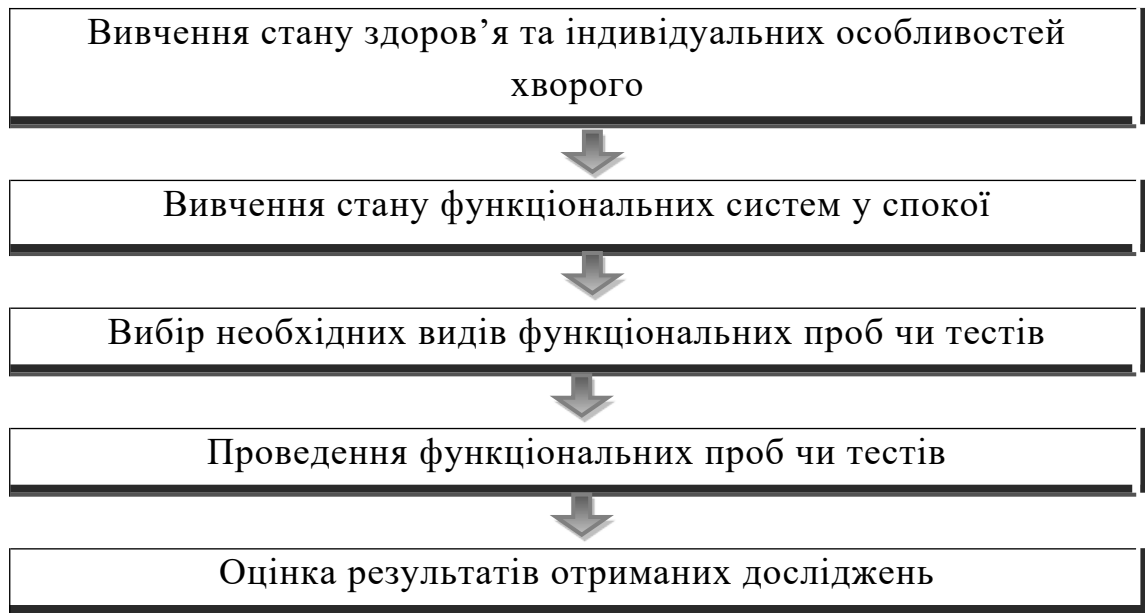 Вивчення стану здоров’я та індивідуальних особливостей
хворого
Вивчення стану функціональних систем у спокої
Вибір необхідних видів функціональних проб чи тестів
Проведення функціональних проб чи тестів
Оцінка результатів отриманих досліджень